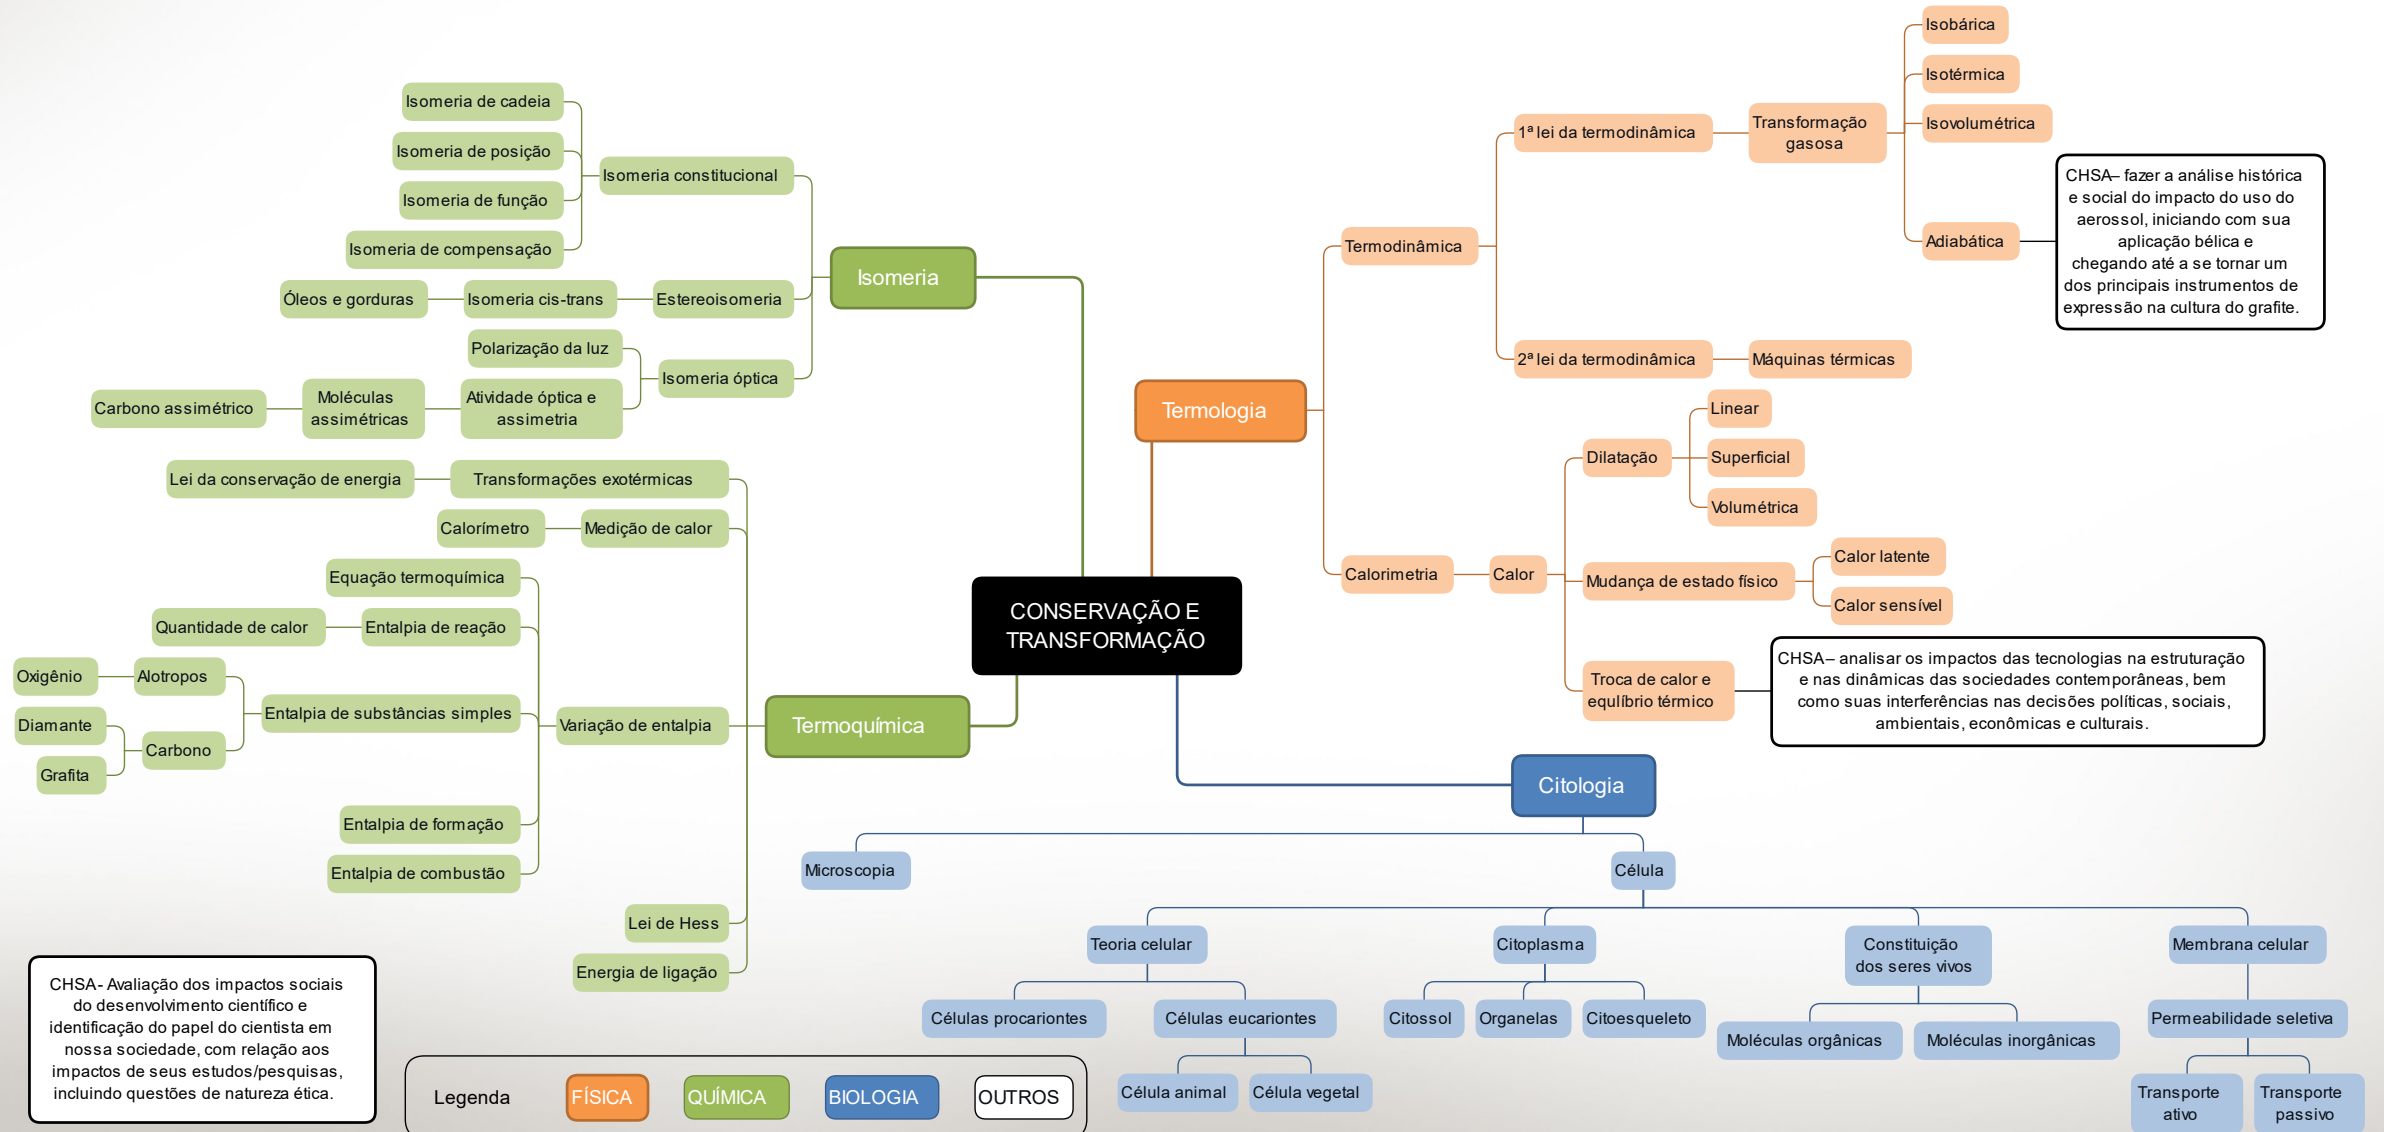 Isomeria de cadeia
Isomeria de posição
Isomeria de função
Isomeria de compensação
Isomeria constitucional
Óleos e gorduras
Isomeria cis-trans
Estereoisomeria
Polarização da luz
Carbono assimétrico
Moléculas
assimétricas
Atividade óptica e
assimetria
Isomeria óptica
Isomeria
Lei da conservação de energia
Transformações exotérmicas
Calorímetro
Medição de calor
Equação termoquímica
Quantidade de calor
Entalpia de reação
Oxigênio
Alotropos
Diamante
Grafita
Carbono
Entalpia de substâncias simples
Entalpia de formação
Entalpia de combustão
Variação de entalpia
Lei de Hess
Energia de ligação
Termoquímica
CONSERVAÇÃO E
TRANSFORMAÇÃO
Termologia
Termodinâmica
1ª lei da termodinâmica
Transformação
gasosa
Isobárica
Isotérmica
Isovolumétrica
Adiabática
CHSA– fazer a análise histórica
e social do impacto do uso do
aerossol, iniciando com sua
aplicação bélica e
chegando até a se tornar um
dos principais instrumentos de
expressão na cultura do grafite.
2ª lei da termodinâmica
Máquinas térmicas
Calorimetria
Calor
Dilatação
Linear
Superficial
Volumétrica
Mudança de estado físico
Calor latente
Calor sensível
Troca de calor e
equlíbrio térmico
CHSA– analisar os impactos das tecnologias na estruturação
e nas dinâmicas das sociedades contemporâneas, bem
como suas interferências nas decisões políticas, sociais,
ambientais, econômicas e culturais.
Citologia
Microscopia
Célula
Teoria celular
Citoplasma
Constituição
dos seres vivos
Membrana celular
Células procariontes
Células eucariontes
Citossol
Organelas
Citoesqueleto
Moléculas orgânicas
Moléculas inorgânicas
Permeabilidade seletiva
Célula animal
Célula vegetal
Transporte
ativo
Transporte
passivo
CHSA- Avaliação dos impactos sociais
do desenvolvimento científico e
identificação do papel do cientista em
nossa sociedade, com relação aos
impactos de seus estudos/pesquisas,
incluindo questões de natureza ética.
Legenda
FÍSICA
QUÍMICA
BIOLOGIA
OUTROS